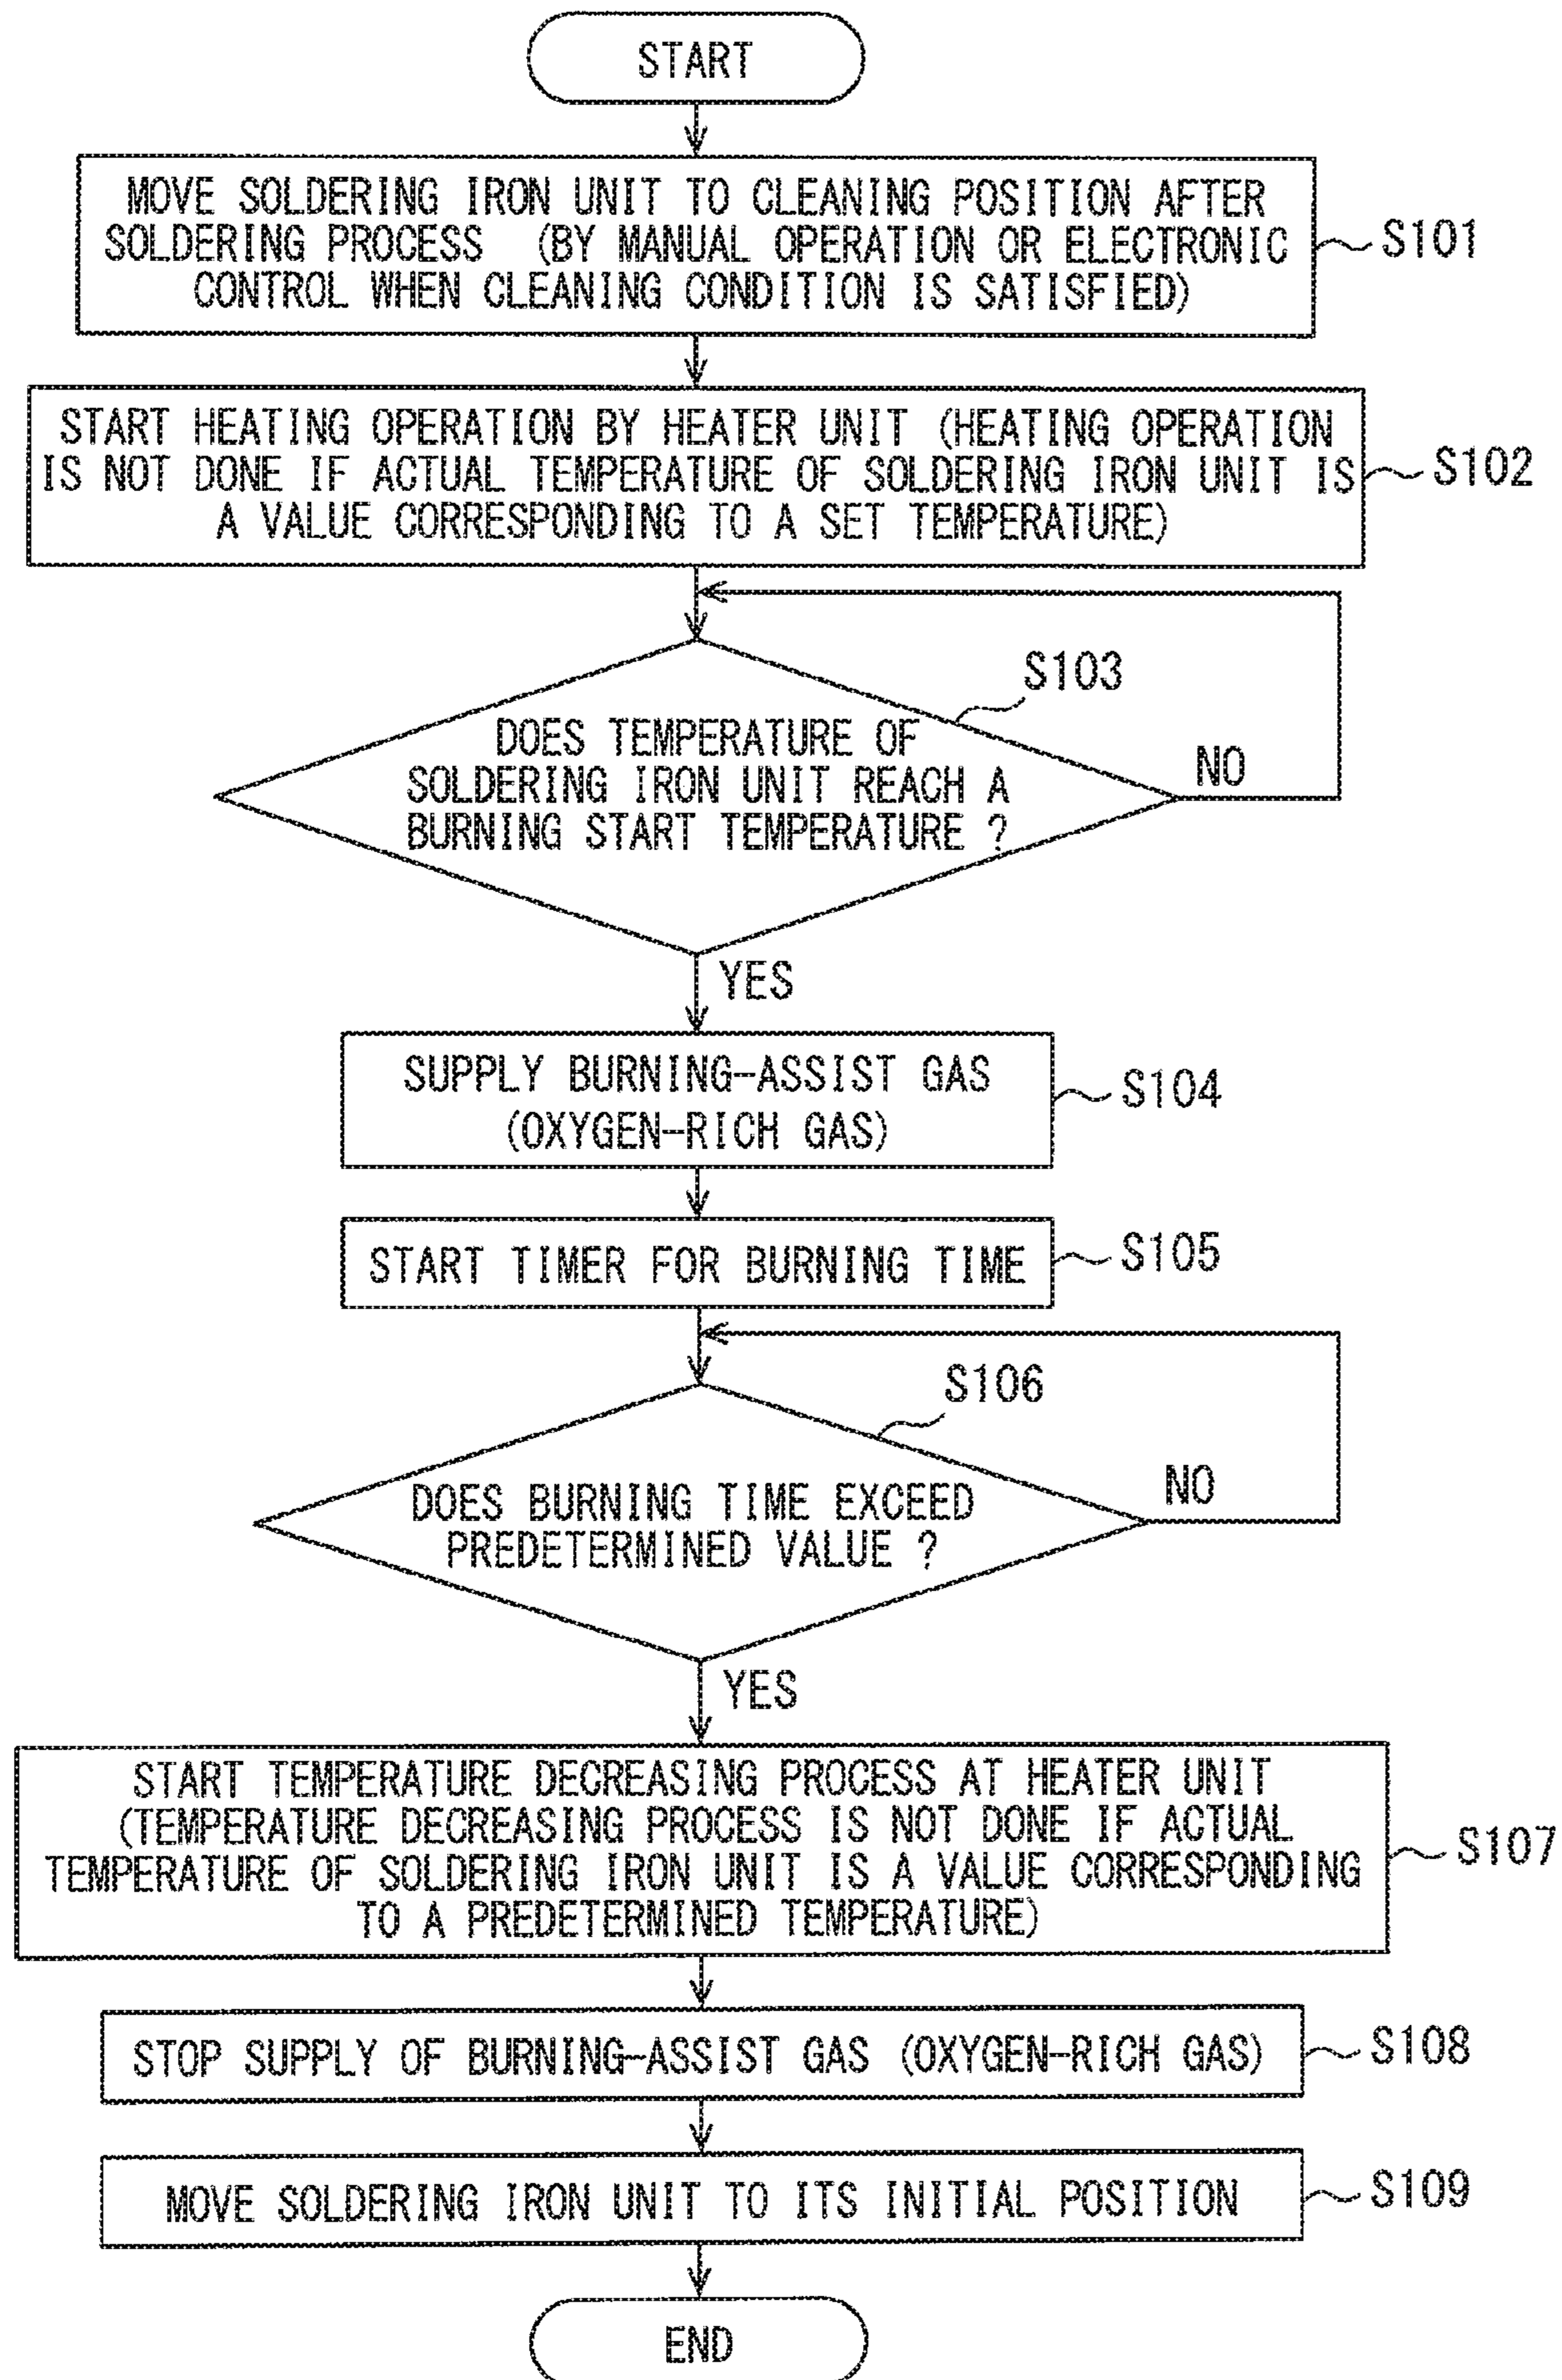 START
MOVE SOLDERING IRON UNIT TO CLEANING POSITION AFTER
SOLDERING PROCESS (BY MANUAL OPERATION OR ELECTRONIC
CONTROL WHEN CLEANING CONDITION IS SATISFIED)
S101
START HEATING OPERATION BY HEATER UNIT (HEATING OPERATION
IS NOT DONE IF ACTUAL TEMPERATURE OF SOLDERING IRON UNIT IS
A VALUE CORRESPONDING TO A SET TEMPERATURE)
S102
S103
DOES TEMPERATURE OF
SOLDERING IRON UNIT REACH A
BURNING START TEMPERATURE ?
NO
YES
SUPPLY BURNING-ASSIST GAS
(OXYGEN-RICH GAS)
S104
START TIMER FOR BURNING TIME
S105
S106
DOES BURNING TIME EXCEED
PREDETERMINED VALUE ?
NO
YES
START TEMPERATURE DECREASING PROCESS AT HEATER UNIT
(TEMPERATURE DECREASING PROCESS IS NOT DONE IF ACTUAL
TEMPERATURE OF SOLDERING IRON UNIT IS A VALUE CORRESPONDING
TO A PREDETERMINED TEMPERATURE)
S107
STOP SUPPLY OF BURNING-ASSIST GAS (OXYGEN-RICH GAS)
S108
MOVE SOLDERING IRON UNIT TO ITS INITIAL POSITION
S109
END